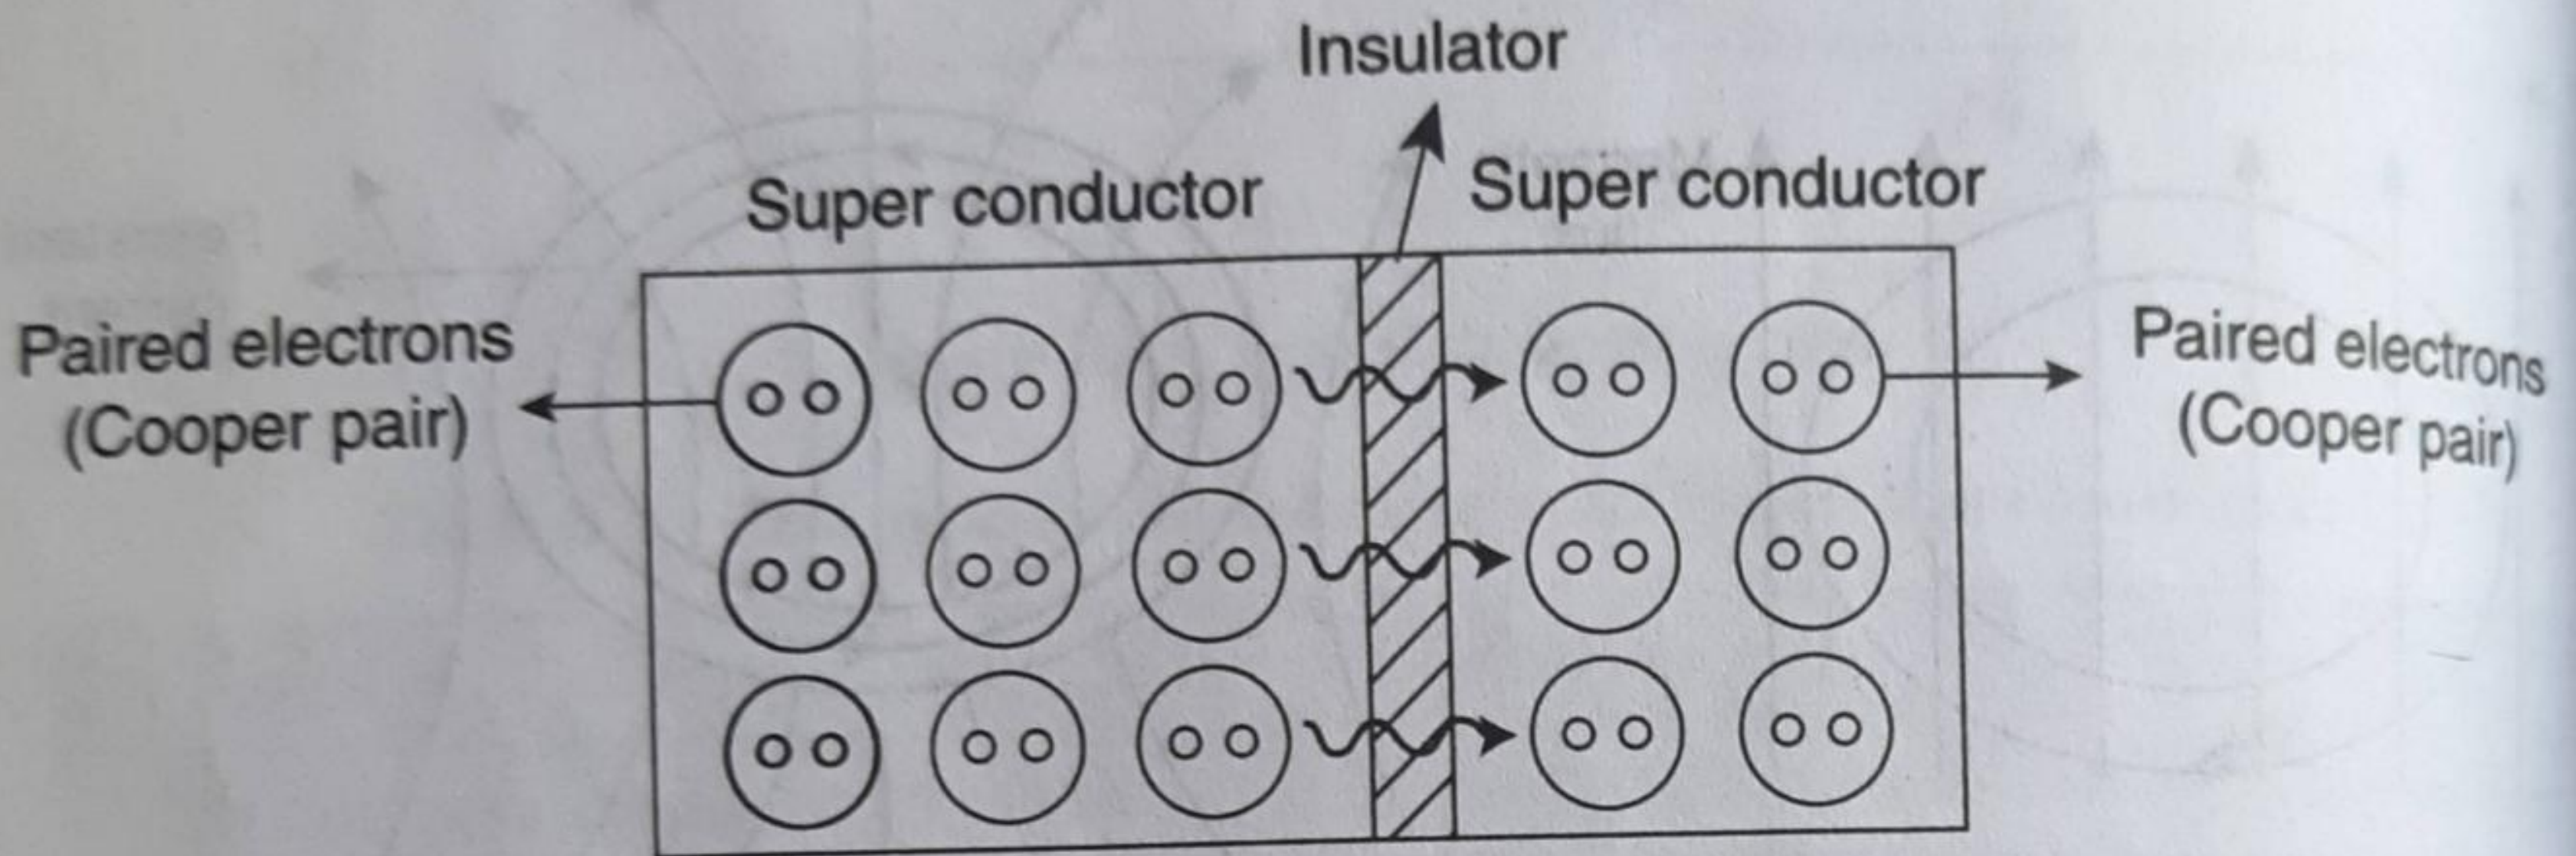 Insulator
Super conductor
Super conductor
Paired electrons
(Cooper pair)
Paired electrons
(Cooper pair)